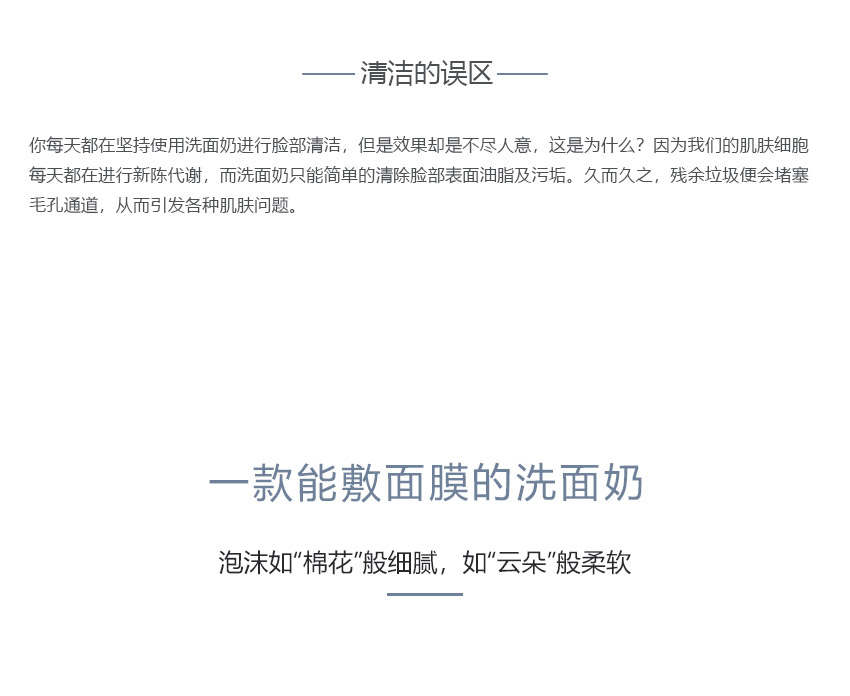 清洁的误区
你每天都在坚持使用洗面奶进行脸部清洁，但是效果却是不尽人意，这是为什么？因为我们的肌肤细胞
每天都在进行新陈代谢，而洗面奶只能简单的清除脸部表面油脂及污垢。久而久之，残余垃圾便会堵塞
毛孔通道，从而引发各种肌肤问题。
一款能敷面膜的洗面奶
泡沫如“棉花”般细腻，如“云朵”般柔软